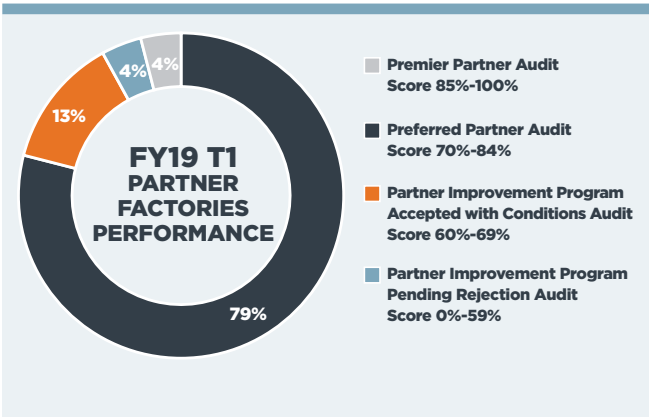 4%
4%
13%
79%
FY19 T1
PARTNER
FACTORIES
PERFORMANCE
Premier Partner Audit
Score 85%-100%
Preferred Partner Audit
Score 70%-84%
Partner Improvement Program
Accepted with Conditions Audit
Score 60%-69%
Partner Improvement Program
Pending Rejection Audit
Score 0%-59%